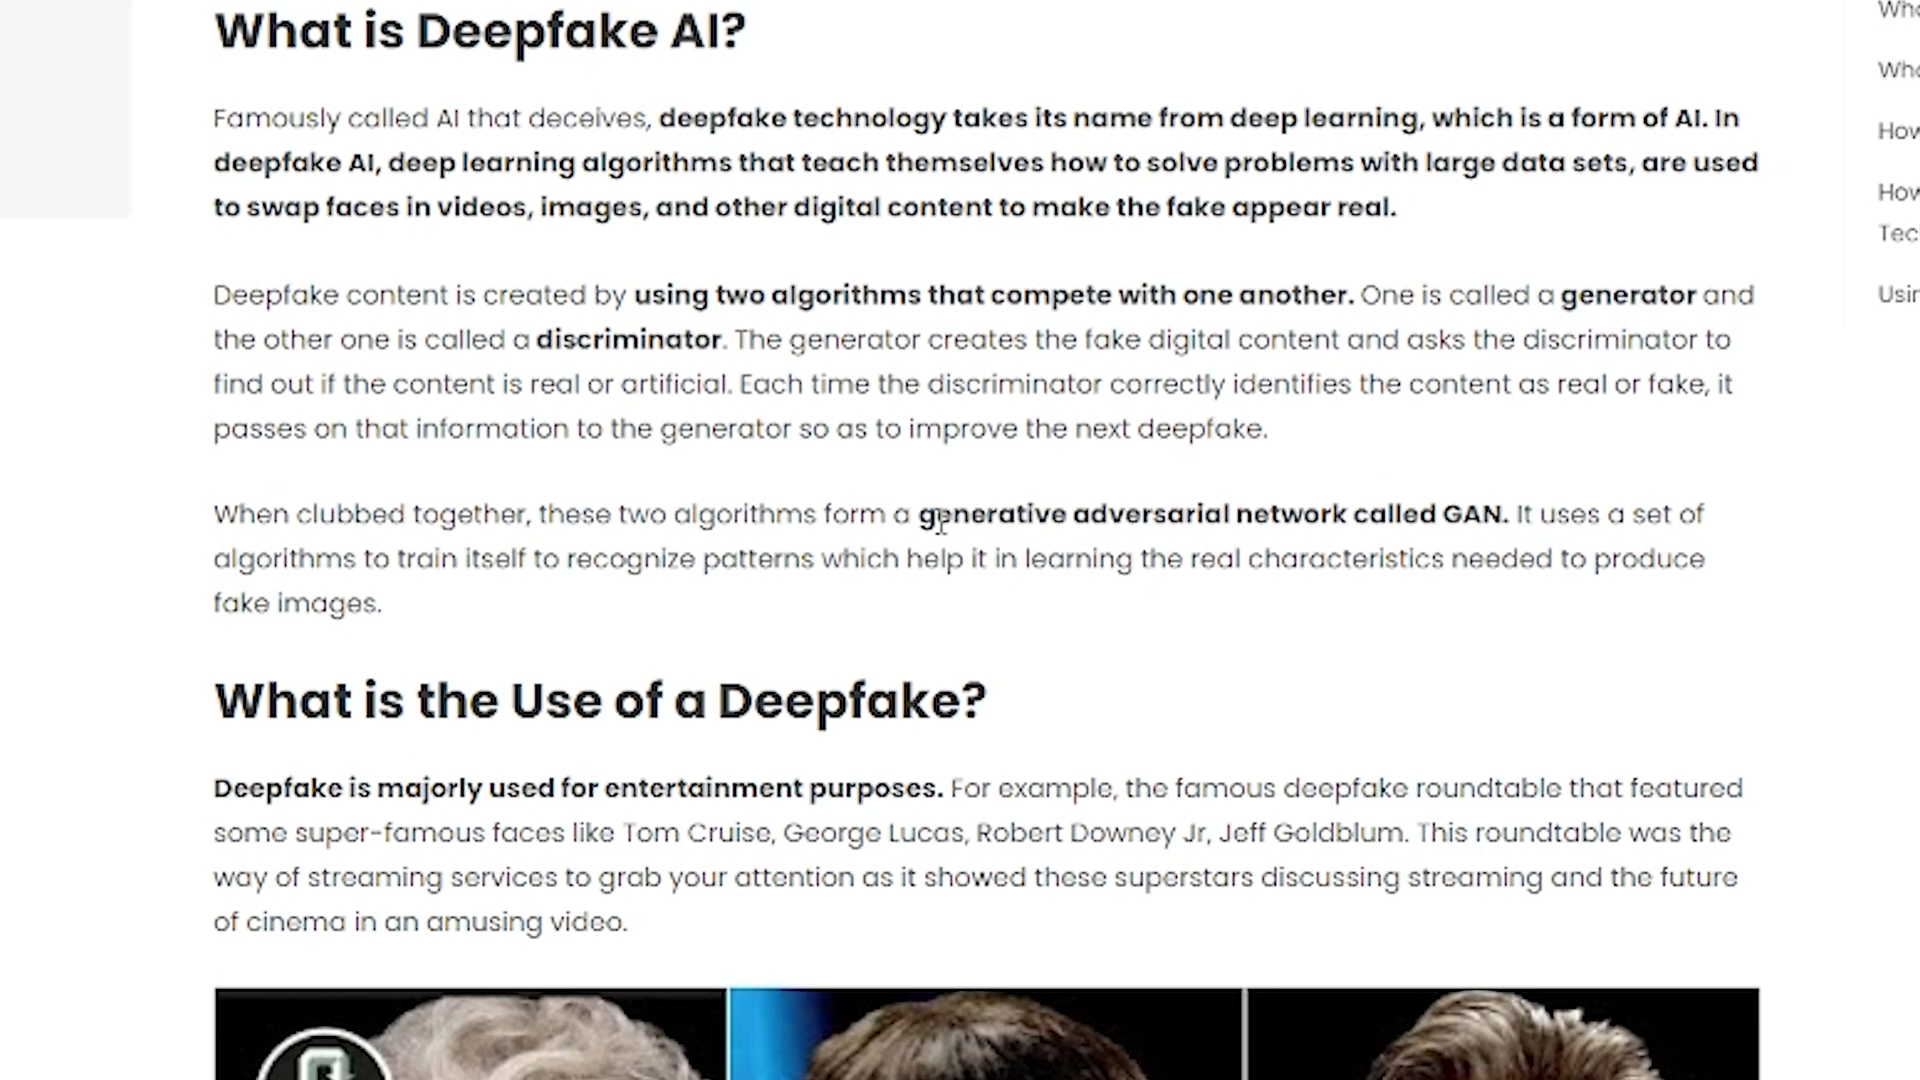 What is Deepfake AI?
Famously called AI that deceives, deepfake technology takes its name from deep learning, which is a form of AI. In
deepfake AI, deep learning algorithms that teach themselves how to solve problems with large data sets, are used
to swap faces in videos, images, and other digital content to make the fake appear real.
Deepfake content is created by using two algorithms that compete with one another. One is called a generator and
the other one is called a discriminator. The generator creates the fake digital content and asks the discriminator to
find out if the content is real or artificial. Each time the discriminator correctly identifies the content as real or fake, it
passes on that information to the generator so as to improve the next deepfake.
When clubbed together, these two algorithms form a generative adversarial network called GAN. It uses a set of
algorithms to train itself to recognize patterns which help it in learning the real characteristics needed to produce
fake images.
What is the Use of a Deepfake?
Deepfake is majorly used for entertainment purposes. For example, the famous deepfake roundtable that featured
some super-famous faces like Tom Cruise, George Lucas, Robert Downey Jr, Jeff Goldblum. This roundtable was the
way of streaming services to grab your attention as it showed these superstars discussing streaming and the future
of cinema in an amusing video.
How
How